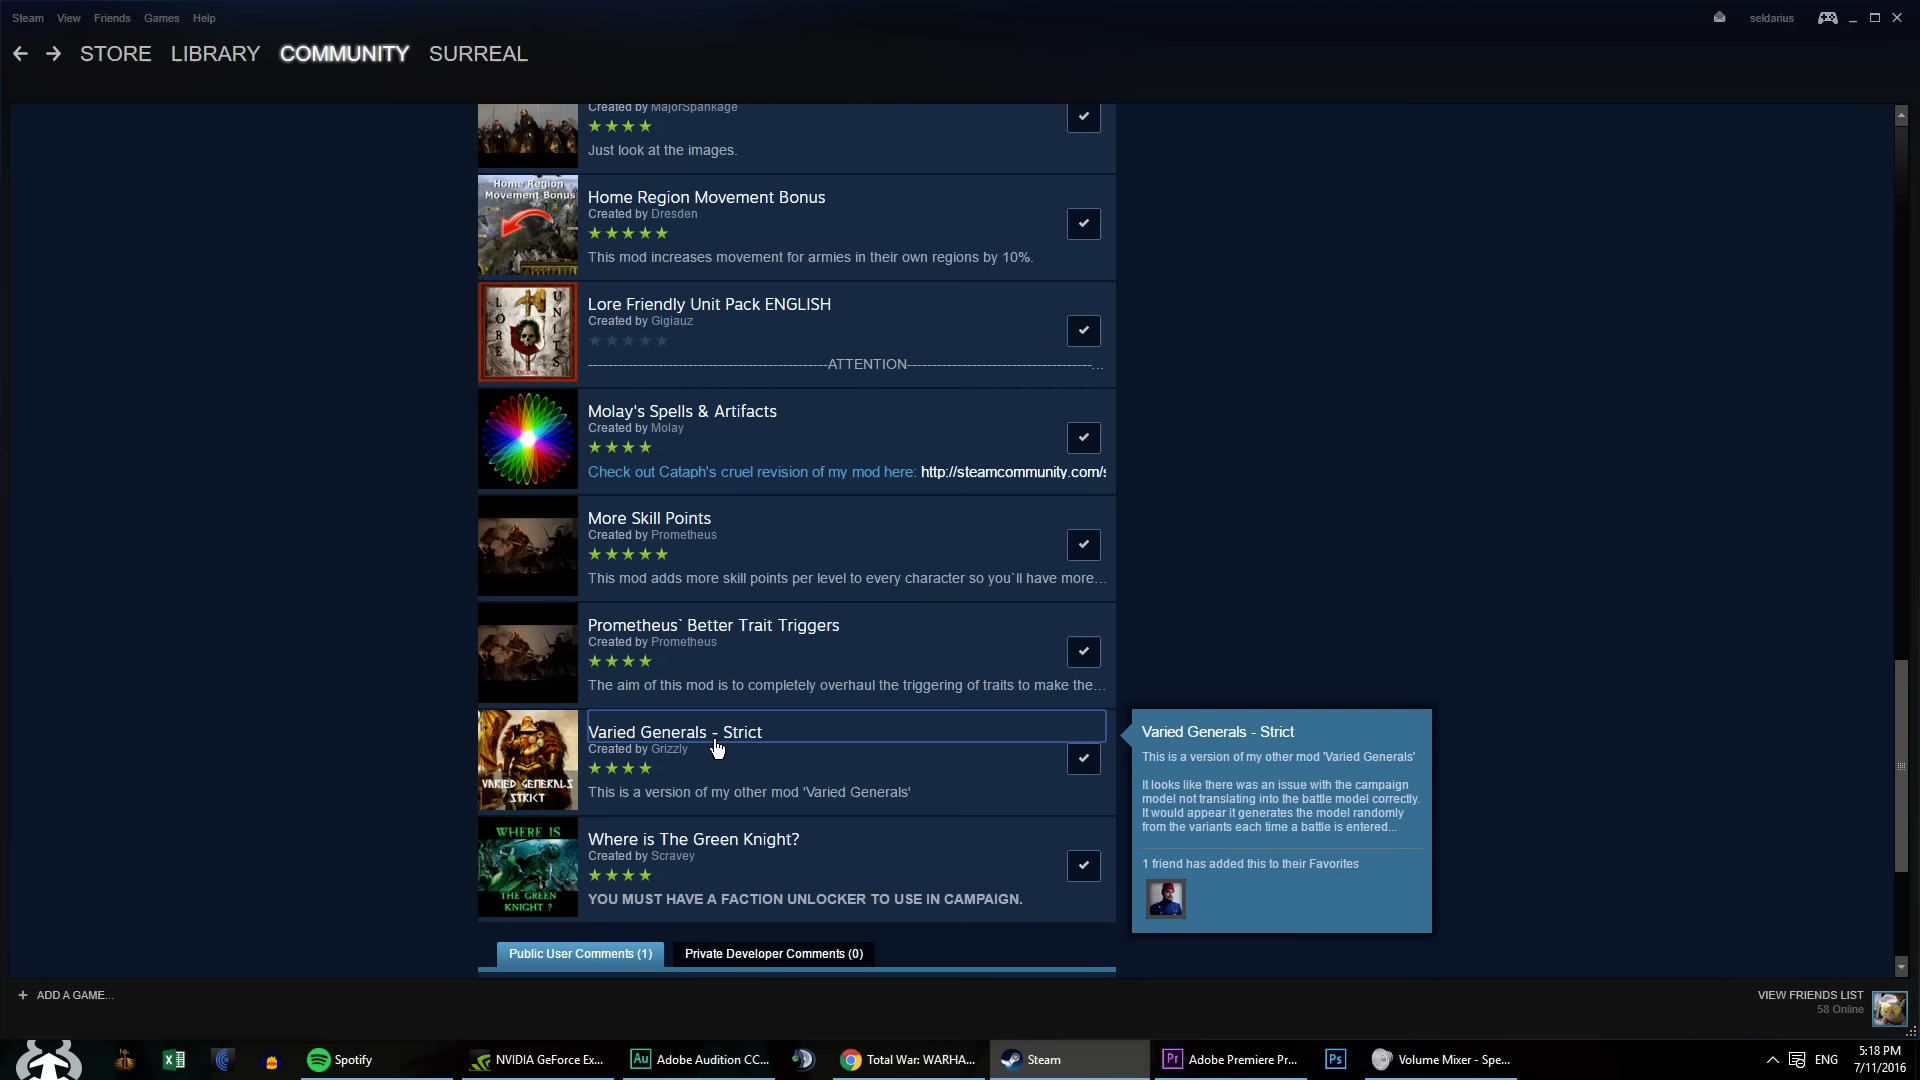 Steam View Friends Games Help
seldarius
STORE LIBRARY COMMUNITY SURREAL
Created by MajorSpankage
Just look at the images.
Home Region
Movement Bonus
Home Region Movement Bonus
Created by Dresden
This mod increases movement for armies in their own regions by 10%.
LORE
UNITS
Lore Friendly Unit Pack ENGLISH
Created by Gigiauz
------------------------------------------------ATTENTION-------------------------------------...
Molay's Spells & Artifacts
Created by Molay
Check out Cataph's cruel revision of my mod here: http://steamcommunity.com/s
More Skill Points
Created by Prometheus
This mod adds more skill points per level to every character so you`ll have more...
Prometheus` Better Trait Triggers
Created by Prometheus
The aim of this mod is to completely overhaul the triggering of traits to make the...
VARIED GENERALS
STRICT
Varied Generals - Strict
Created by Grizzly
This is a version of my other mod 'Varied Generals'
Varied Generals - Strict
This is a version of my other mod 'Varied Generals'
It looks like there was an issue with the campaign
model not translating into the battle model correctly.
It would appear it generates the model randomly
from the variants each time a battle is entered...
1 friend has added this to their Favorites
WHERE IS
THE GREEN
KNIGHT ?
Where is The Green Knight?
Created by Scravey
YOU MUST HAVE A FACTION UNLOCKER TO USE IN CAMPAIGN.
Public User Comments (1) Private Developer Comments (0)
+ ADD A GAME...
VIEW FRIENDS LIST
58 Online
Spotify
NVIDIA GeForce Ex...
Au Adobe Audition CC...
Total War: WARHA...
Steam
Pr Adobe Premiere Pr...
Ps
Volume Mixer - Spe...
ENG
5:18 PM
7/11/2016